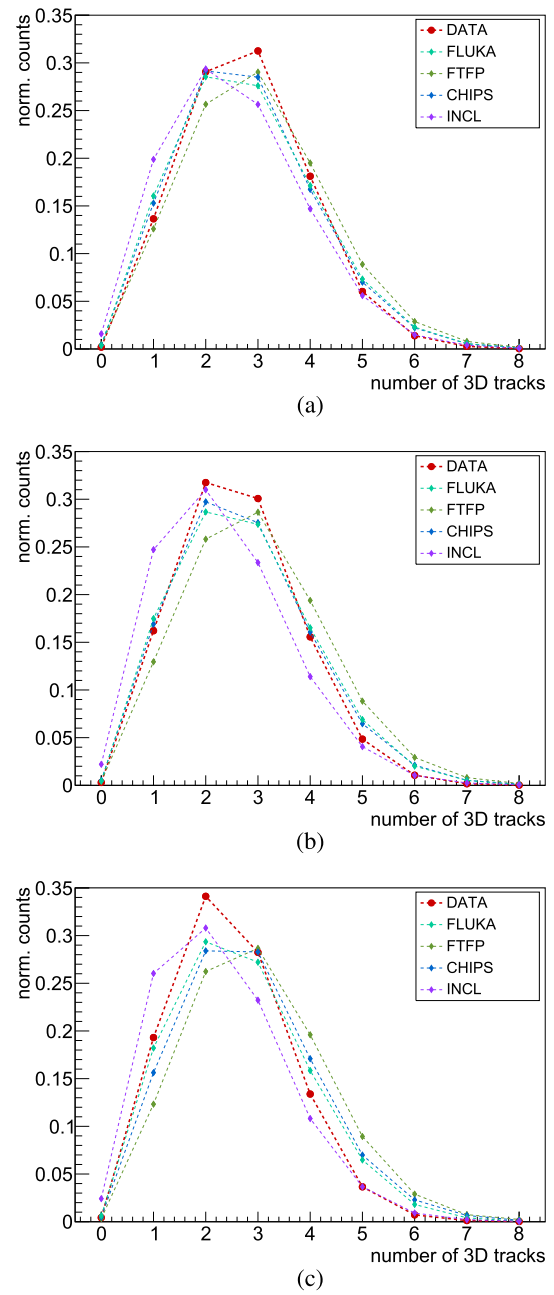 norm. counts
0.35
0.3
0.25
0.2
0.15
0.1
0.05
0
DATA
FLUKA
FTFP
CHIPS
INCL
0 1 2 3 4 5 6 7 8
number of 3D tracks
(a)
norm. counts
0.35
0.3
0.25
0.2
0.15
0.1
0.05
0
DATA
FLUKA
FTFP
CHIPS
INCL
0 1 2 3 4 5 6 7 8
number of 3D tracks
(b)
norm. counts
0.35
0.3
0.25
0.2
0.15
0.1
0.05
0
DATA
FLUKA
FTFP
CHIPS
INCL
0 1 2 3 4 5 6 7 8
number of 3D tracks
(c)